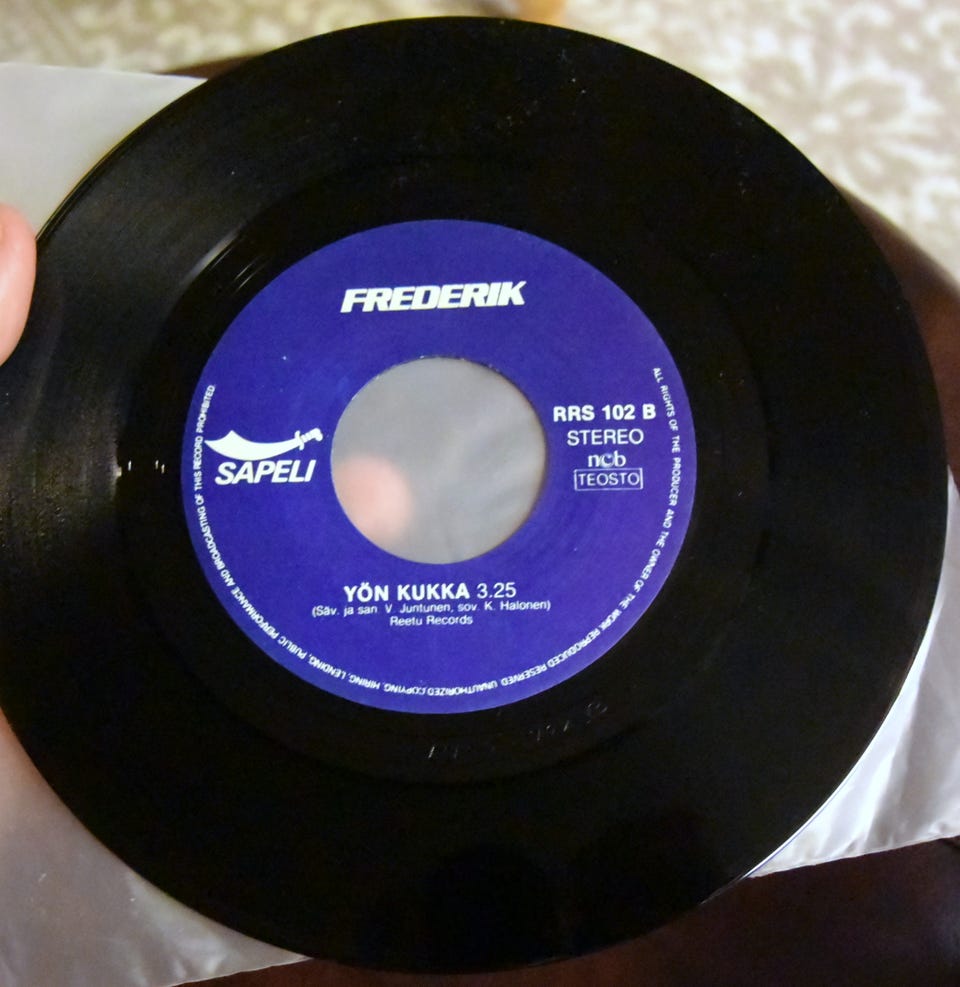 FREDERIK
SAPELI
RRS 102 B
STEREO
ncb
TEOSTO
YÖN KUKKA 3.25
(Säv. ja san. V. Juntunen, sov. K. Halonen)
Reetu Records
ALL RIGHTS OF THE PRODUCER AND THE OWNER OF THE WORK REPRODUCED RESERVED. UNAUTHORIZED COPYING, HIRING, LENDING, PUBLIC PERFORMANCE AND BROADCASTING OF THIS RECORD PROHIBITED.